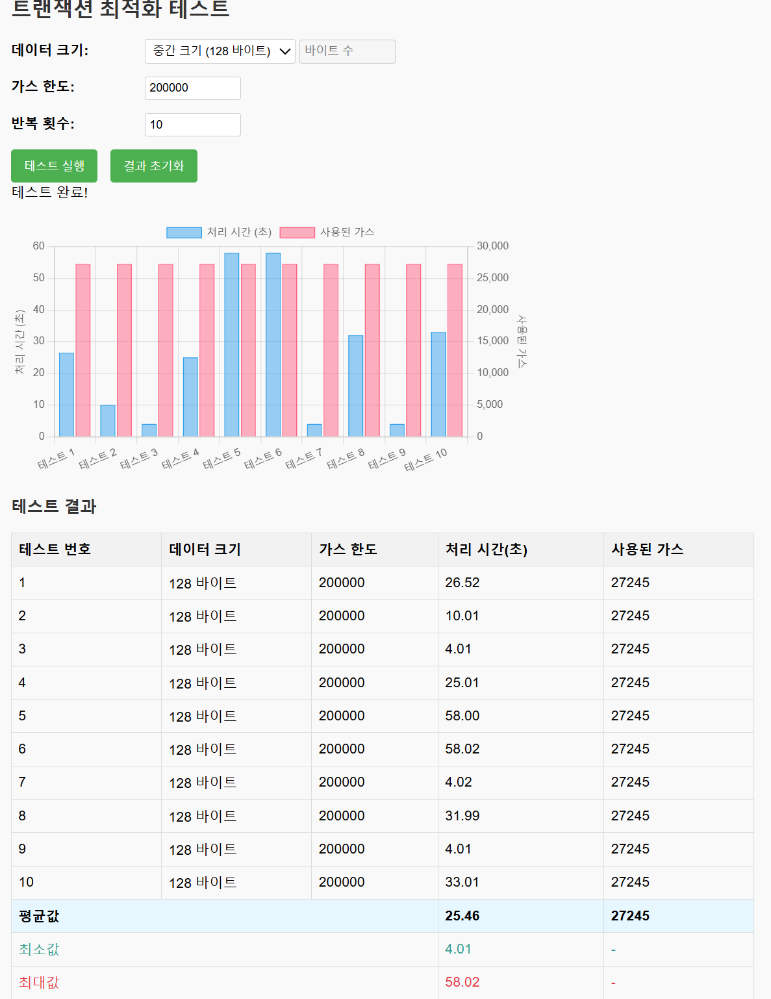 트랜잭션 최적화 테스트
데이터 크기: 중간 크기 (128 바이트) 바이트 수
가스 한도: 200000
반복 횟수: 10
테스트 실행 결과 초기화
테스트 완료!
처리 시간 (초) 사용된 가스
60 30,000
50 25,000
40 20,000
30 15,000
20 10,000
10 5,000
0 0
처리 시간 (초)
사용된 가스
테스트 1 테스트 2 테스트 3 테스트 4 테스트 5 테스트 6 테스트 7 테스트 8 테스트 9 테스트 10
테스트 결과
테스트 번호 데이터 크기 가스 한도 처리 시간(초) 사용된 가스
1 128 바이트 200000 26.52 27245
2 128 바이트 200000 10.01 27245
3 128 바이트 200000 4.01 27245
4 128 바이트 200000 25.01 27245
5 128 바이트 200000 58.00 27245
6 128 바이트 200000 58.02 27245
7 128 바이트 200000 4.02 27245
8 128 바이트 200000 31.99 27245
9 128 바이트 200000 4.01 27245
10 128 바이트 200000 33.01 27245
평균값 25.46 27245
최소값 4.01 -
최대값 58.02 -